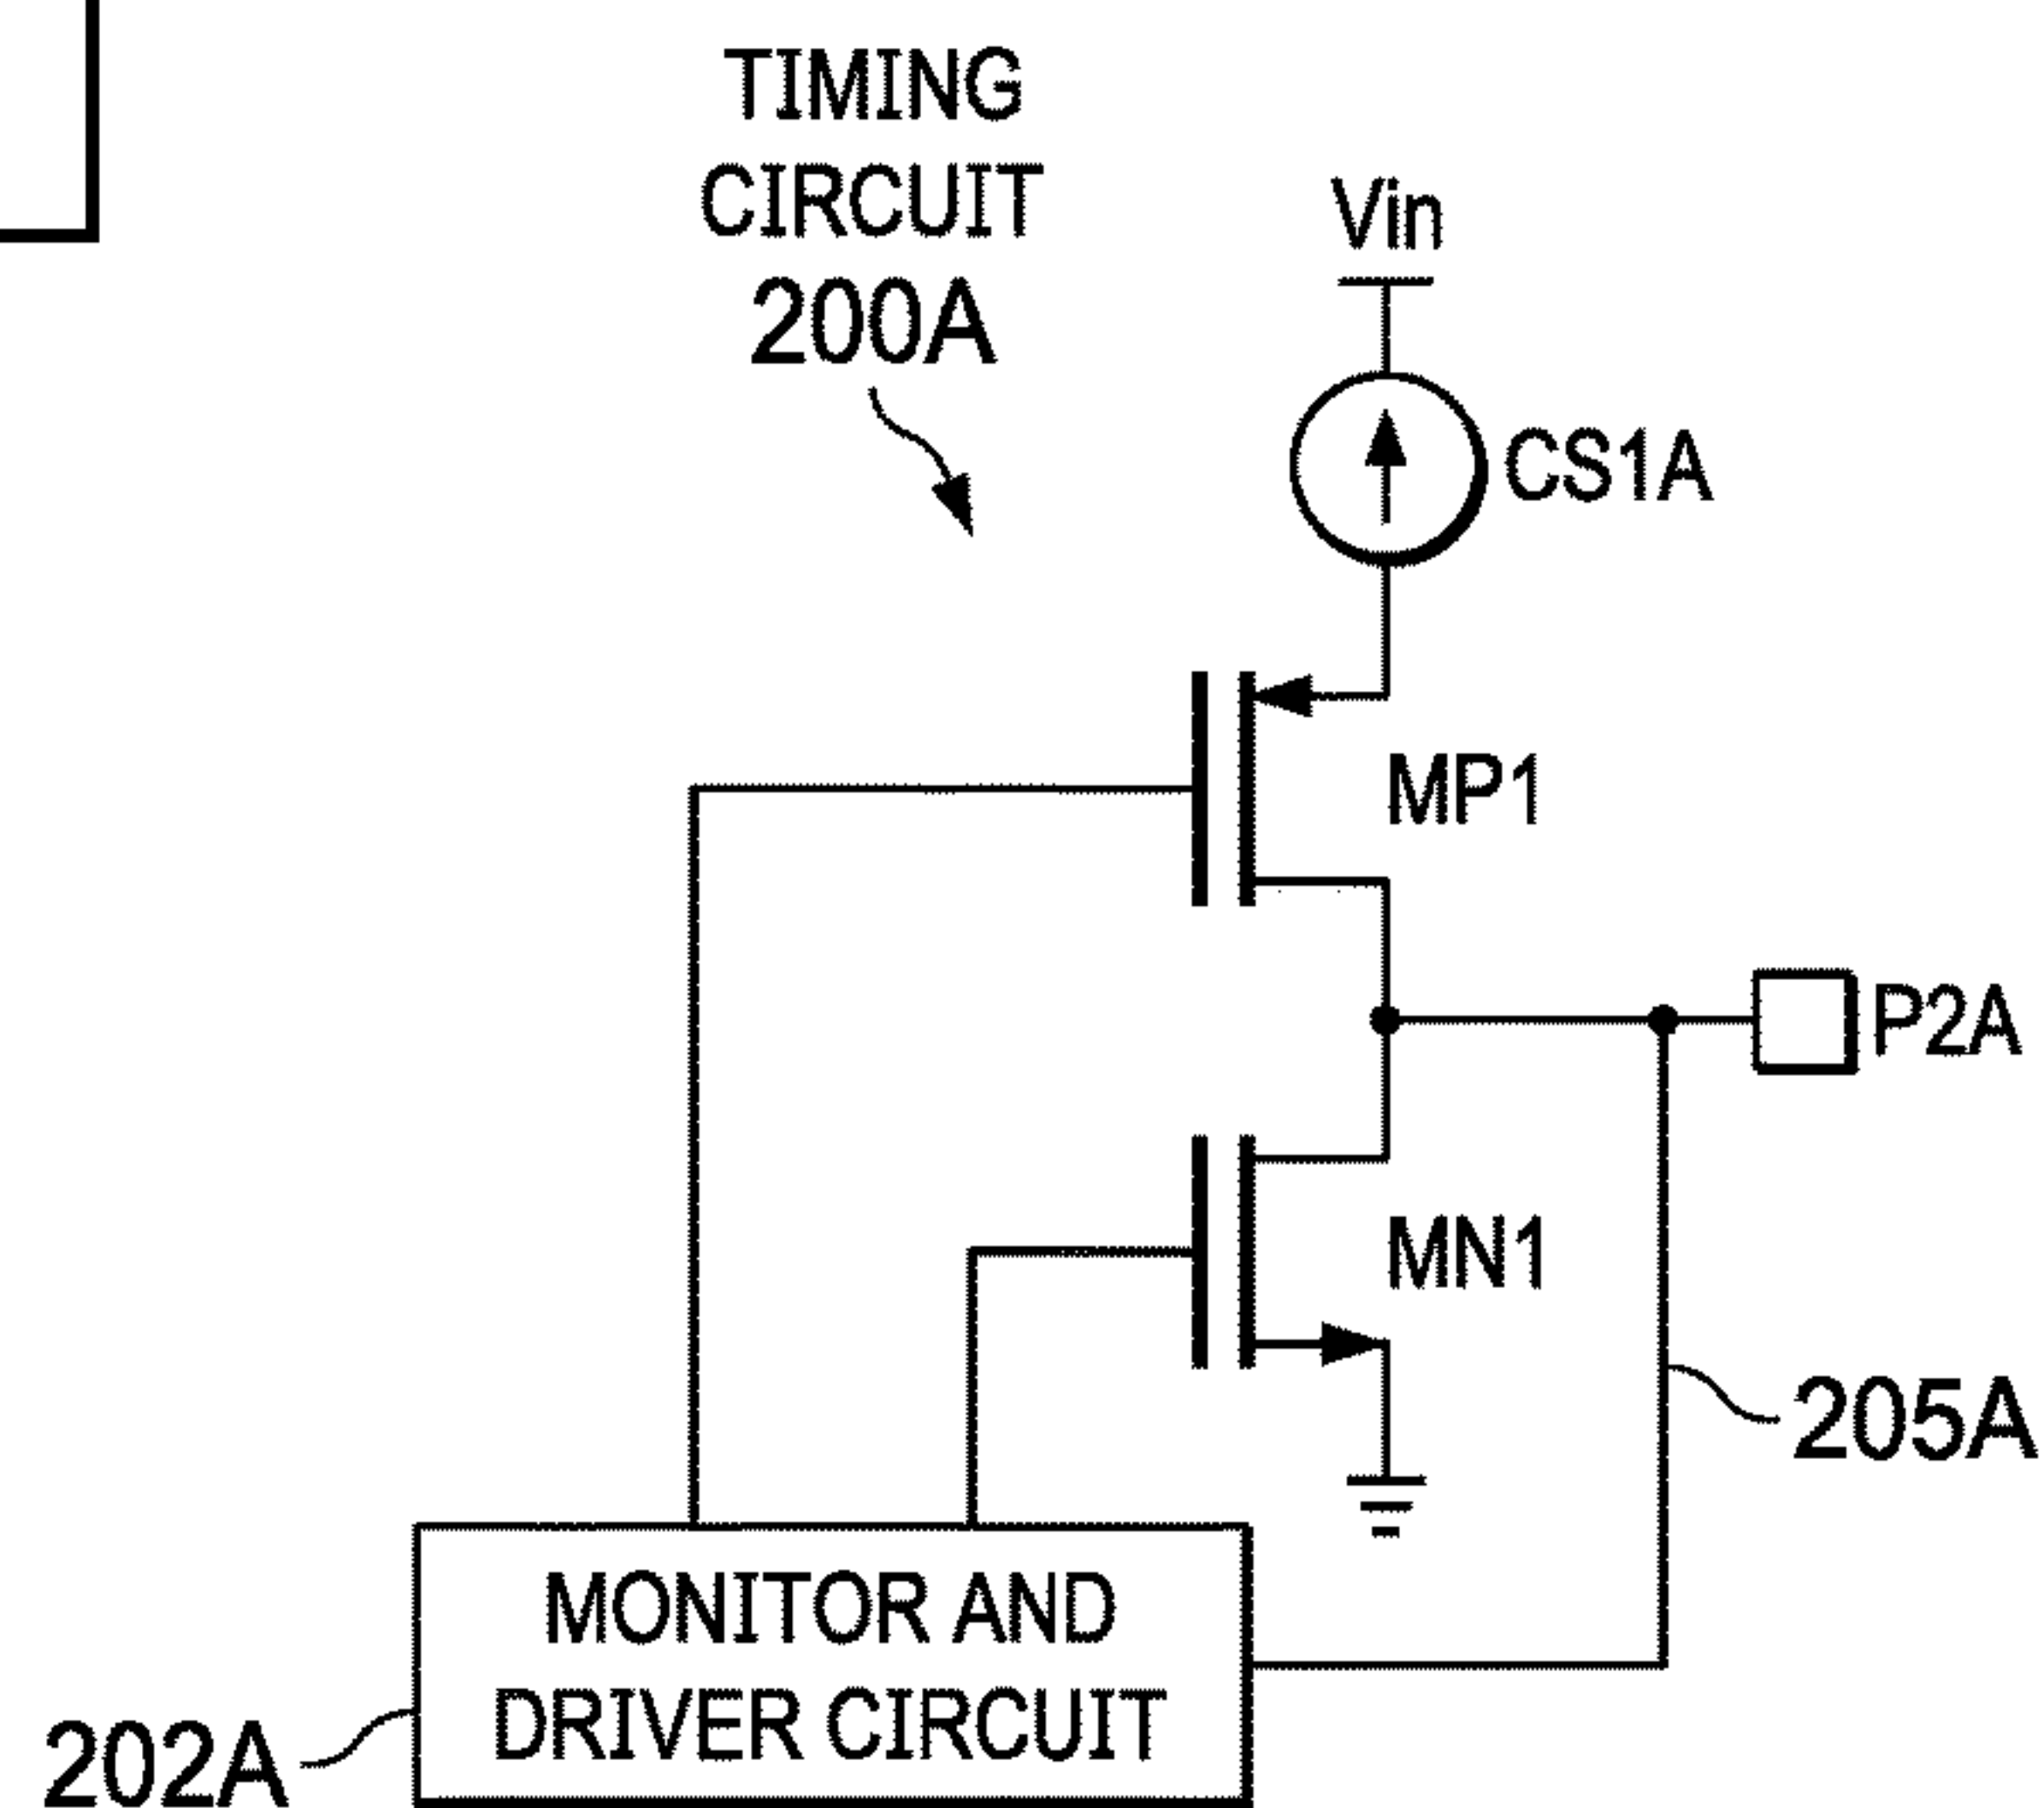 TIMING
CIRCUIT
200A
Vin
CS1A
MP1
P2A
MN1
205A
MONITOR AND
DRIVER CIRCUIT
202A